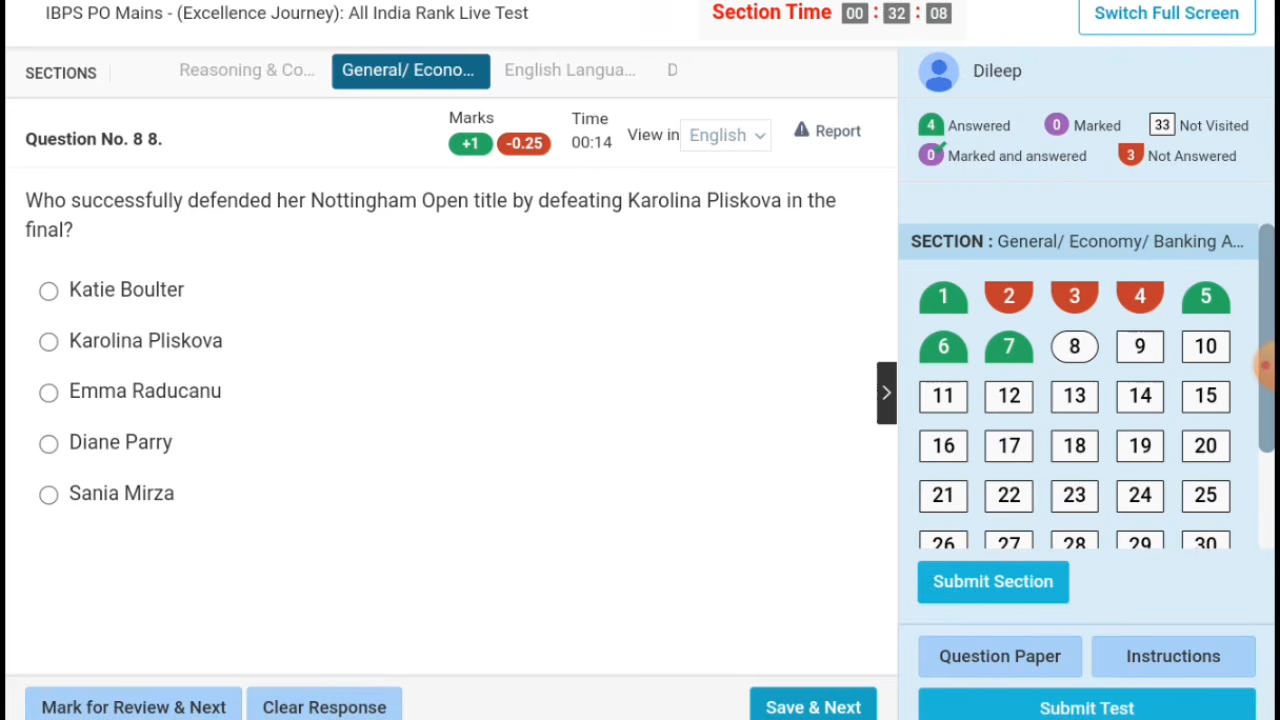 IBPS PO Mains - (Excellence Journey): All India Rank Live Test
Section Time 00 : 32 : 08
Switch Full Screen
SECTIONS
Reasoning & Co...
General/ Econo...
English Langua...
D
Dileep
4 Answered
0 Marked
33 Not Visited
0 Marked and answered
3 Not Answered
Question No. 8 8.
Marks
+1 -0.25
Time
00:14
View in English
Report
Who successfully defended her Nottingham Open title by defeating Karolina Pliskova in the
final?
Katie Boulter
Karolina Pliskova
Emma Raducanu
Diane Parry
Sania Mirza
SECTION : General/ Economy/ Banking A...
1 2 3 4 5
6 7 8 9 10
11 12 13 14 15
16 17 18 19 20
21 22 23 24 25
26 27 28 29 30
Submit Section
Question Paper
Instructions
Mark for Review & Next
Clear Response
Save & Next
Submit Test